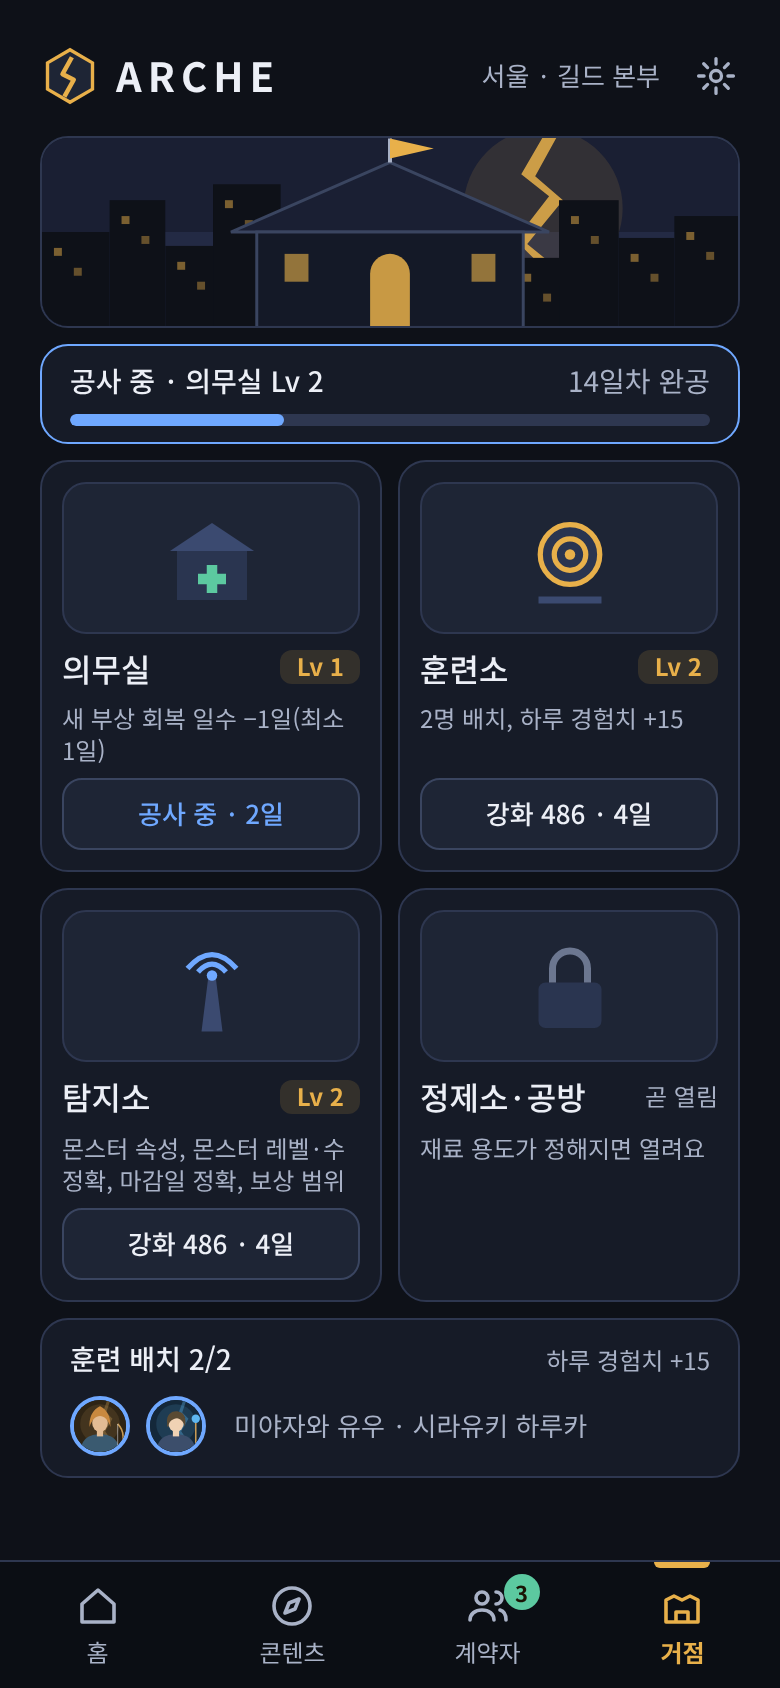 ARCHE
서울 · 길드 본부
공사 중 · 의무실 Lv 2
14일차 완공
의무실
Lv 1
새 부상 회복 일수 −1일(최소
1일)
공사 중 · 2일
훈련소
Lv 2
2명 배치, 하루 경험치 +15
강화 486 · 4일
탐지소
Lv 2
몬스터 속성, 몬스터 레벨·수
정확, 마감일 정확, 보상 범위
강화 486 · 4일
정제소·공방
곧 열림
재료 용도가 정해지면 열려요
훈련 배치 2/2
하루 경험치 +15
미야자와 유우 · 시라유키 하루카
홈
콘텐츠
3
계약자
거점